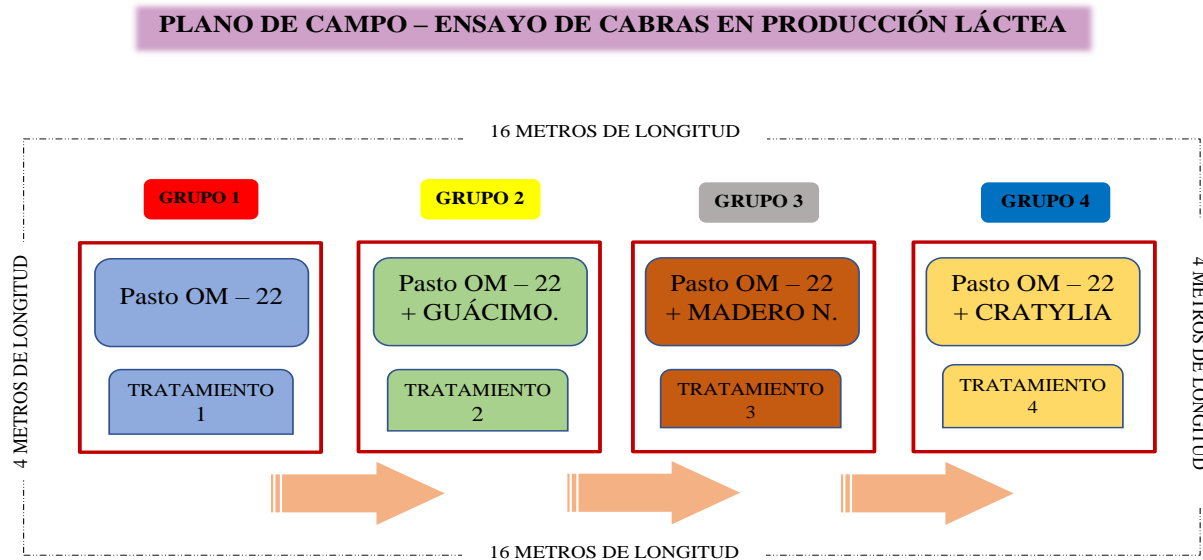 PLANO DE CAMPO – ENSAYO DE CABRAS EN PRODUCCIÓN LÁCTEA
16 METROS DE LONGITUD
4 METROS DE LONGITUD
GRUPO 1
GRUPO 2
GRUPO 3
GRUPO 4
Pasto OM – 22
Pasto OM – 22
+ GUÁCIMO.
Pasto OM – 22
+ MADERO N.
Pasto OM – 22
+ CRATYLIA
TRATAMIENTO
1
TRATAMIENTO
2
TRATAMIENTO
3
TRATAMIENTO
4
4 METROS DE LONGITUD
16 METROS DE LONGITUD